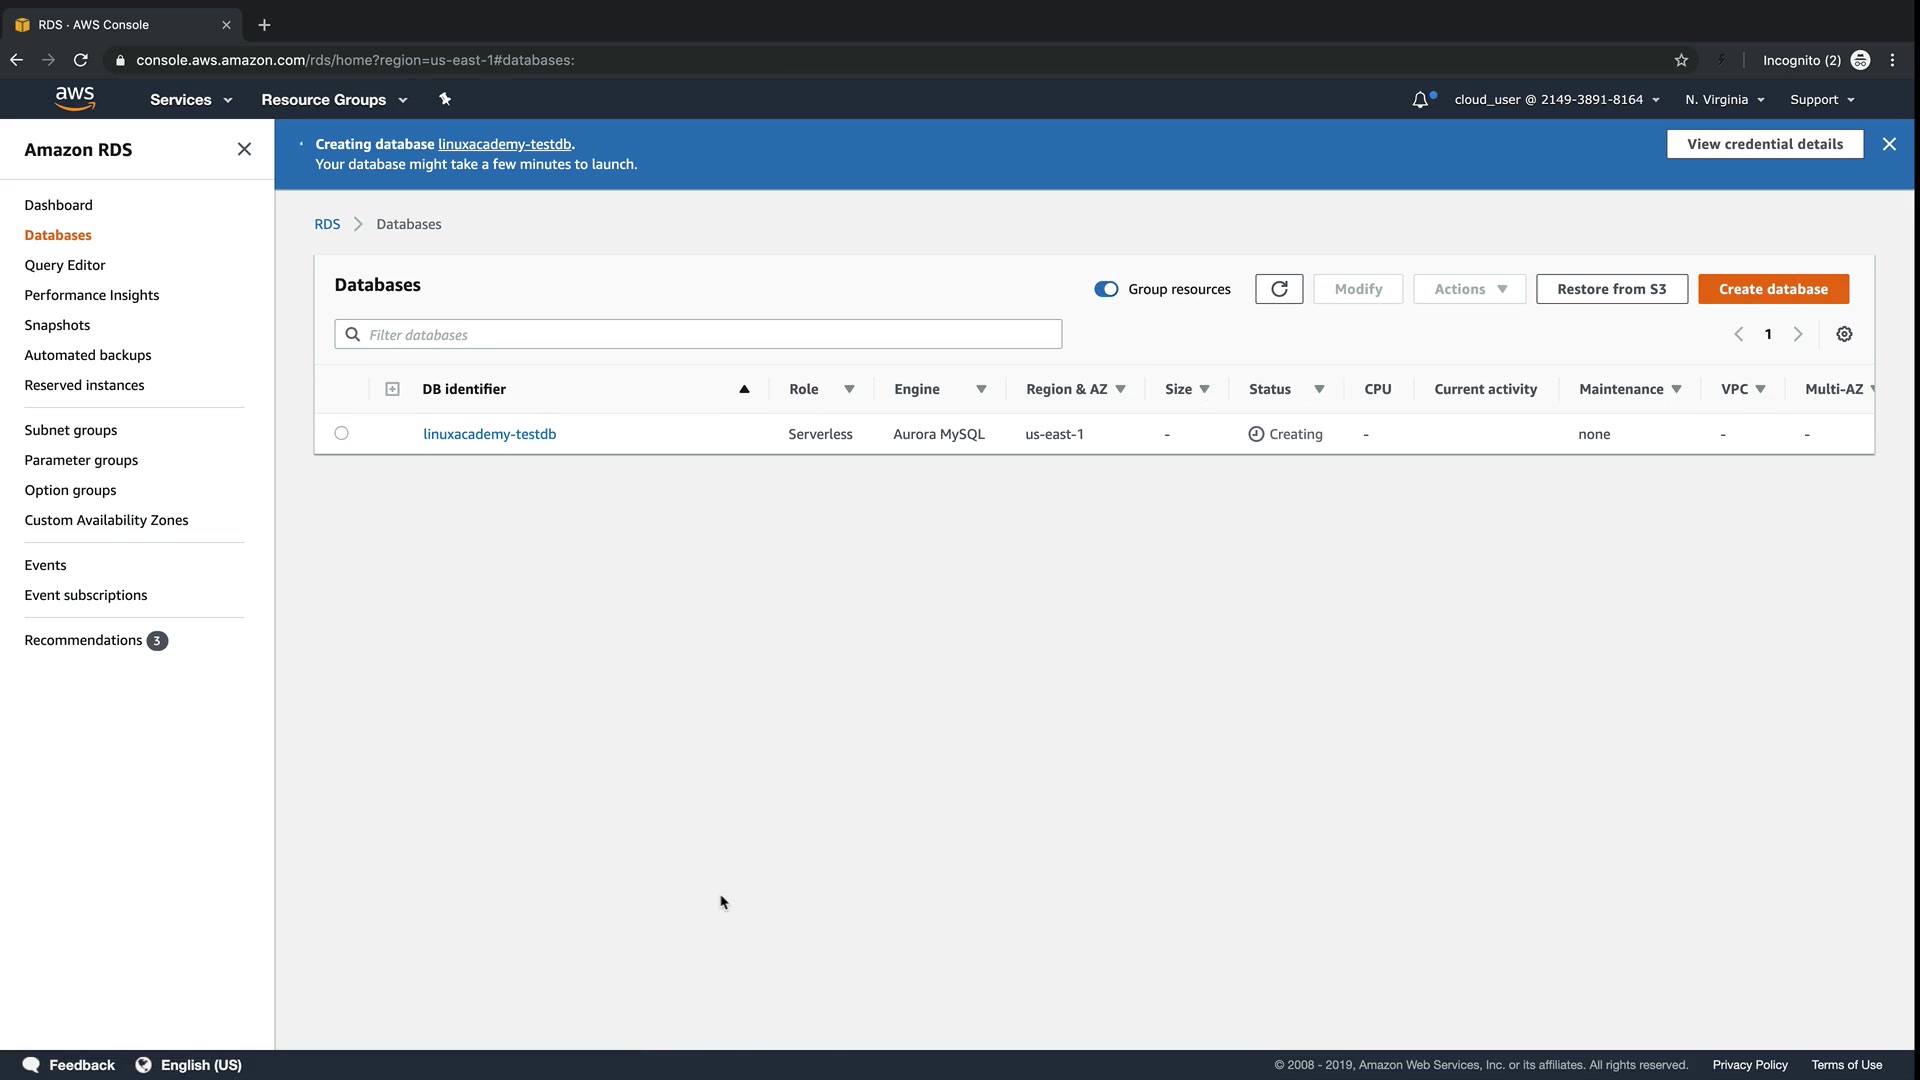 RDS · AWS Console
console.aws.amazon.com/rds/home?region=us-east-1#databases:
Incognito (2)
aws
Services
Resource Groups
cloud_user @ 2149-3891-8164
N. Virginia
Support
Amazon RDS
Dashboard
Databases
Query Editor
Performance Insights
Snapshots
Automated backups
Reserved instances
Subnet groups
Parameter groups
Option groups
Custom Availability Zones
Events
Event subscriptions
Recommendations 3
Creating database linuxacademy-testdb.
Your database might take a few minutes to launch.
View credential details
RDS > Databases
Databases
Group resources
Modify
Actions
Restore from S3
Create database
Filter databases
1
DB identifier Role Engine Region & AZ Size Status CPU Current activity Maintenance VPC Multi-AZ
linuxacademy-testdb Serverless Aurora MySQL us-east-1 - Creating - none - -
Feedback
English (US)
© 2008 - 2019, Amazon Web Services, Inc. or its affiliates. All rights reserved.
Privacy Policy
Terms of Use